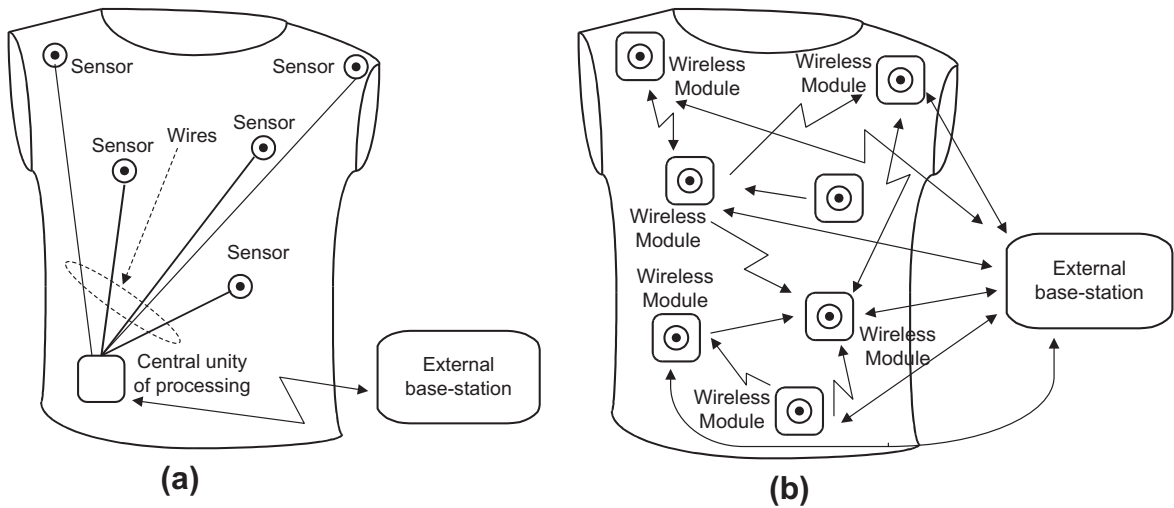 Sensor
Sensor
Sensor
Wires
Sensor
Sensor
Central unity
of processing
External
base-station
(a)
Wireless
Module
Wireless
Module
Wireless
Module
Wireless
Module
Wireless
Module
Wireless
Module
External
base-station
(b)